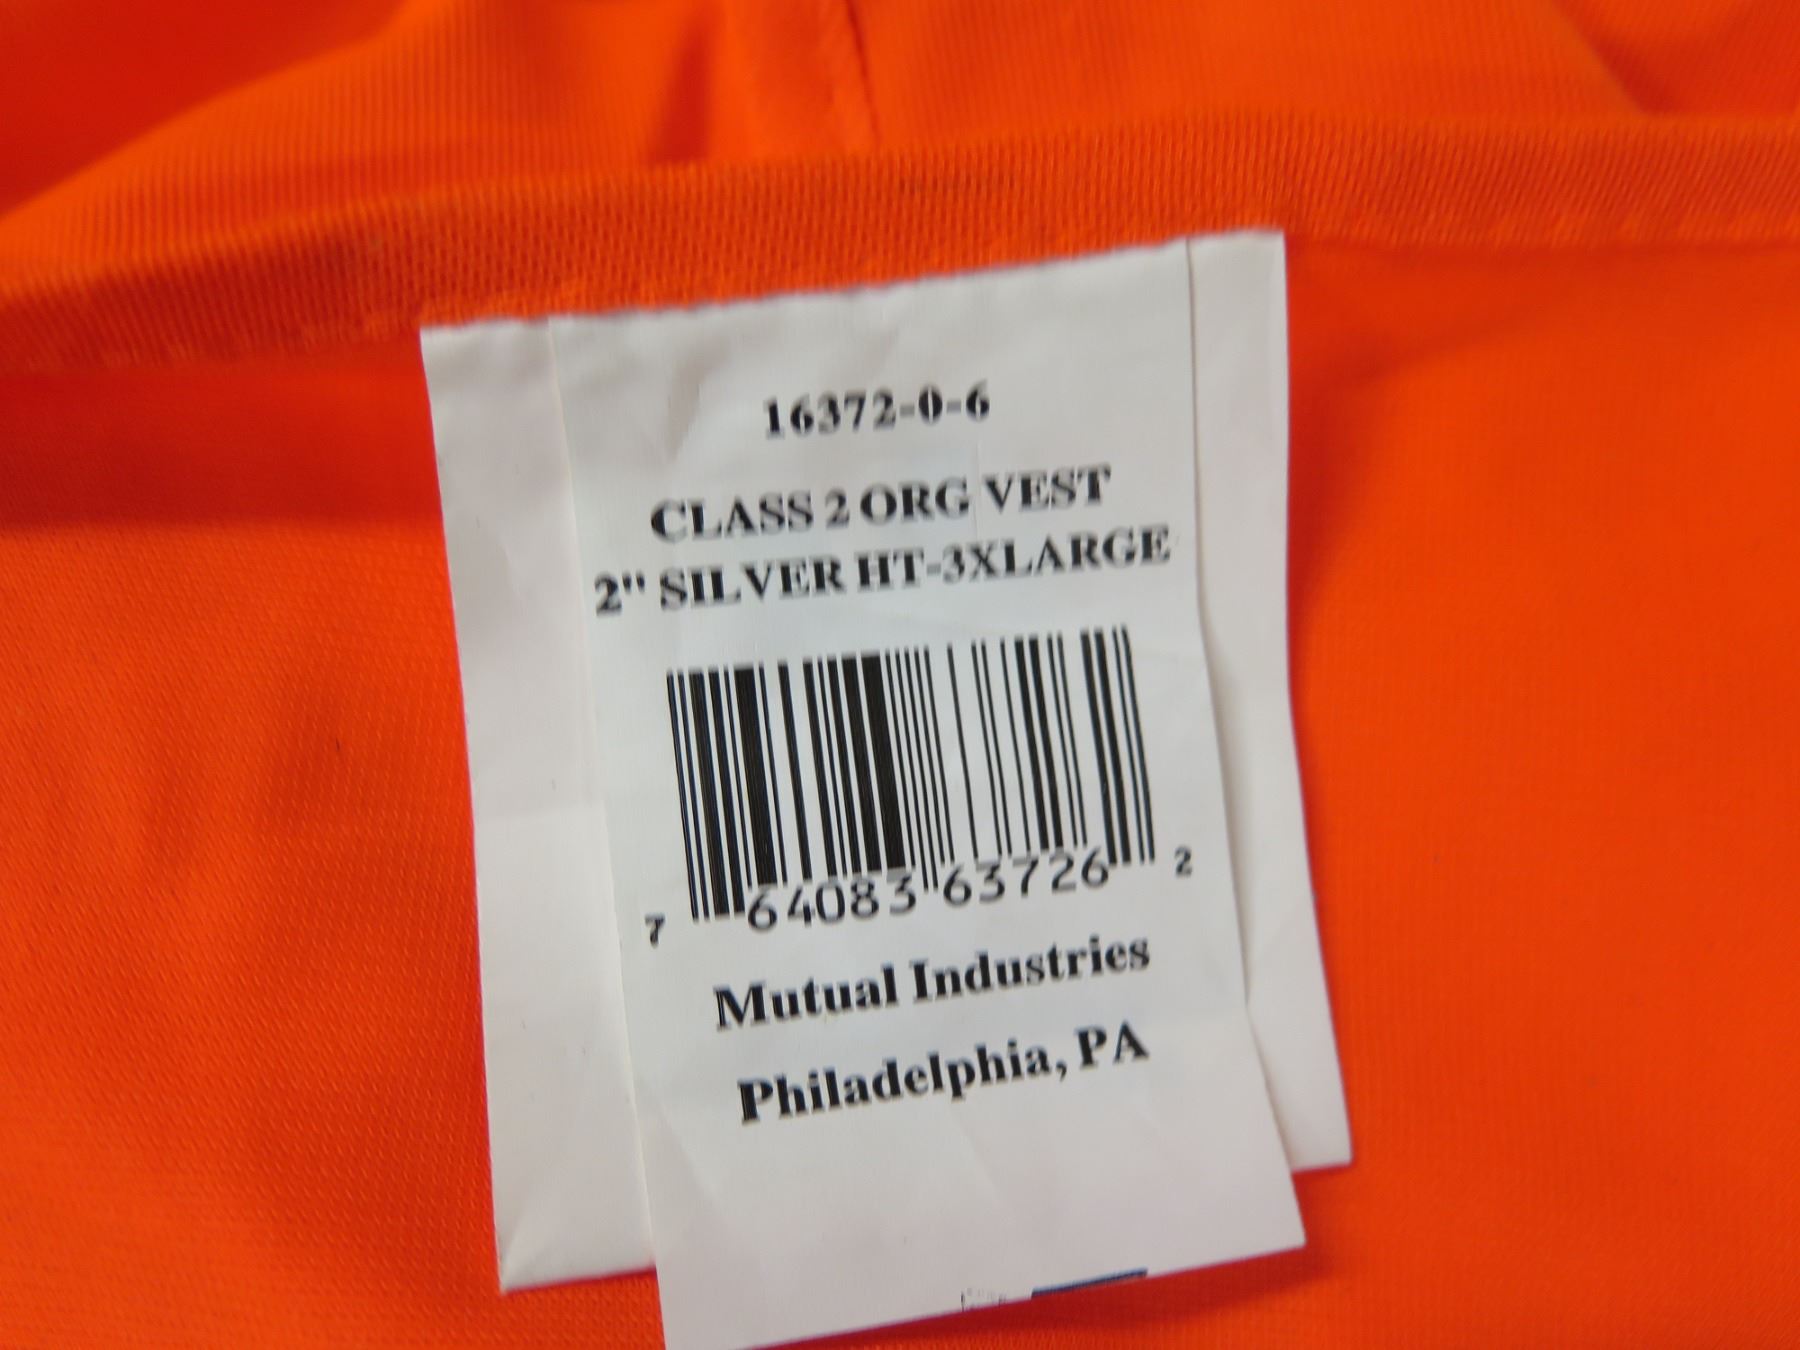 16372-0-6
CLASS 2 ORG VEST
2" SILVER HT-3XLARGE
7 64083 63726 2
Mutual Industries
Philadelphia, PA